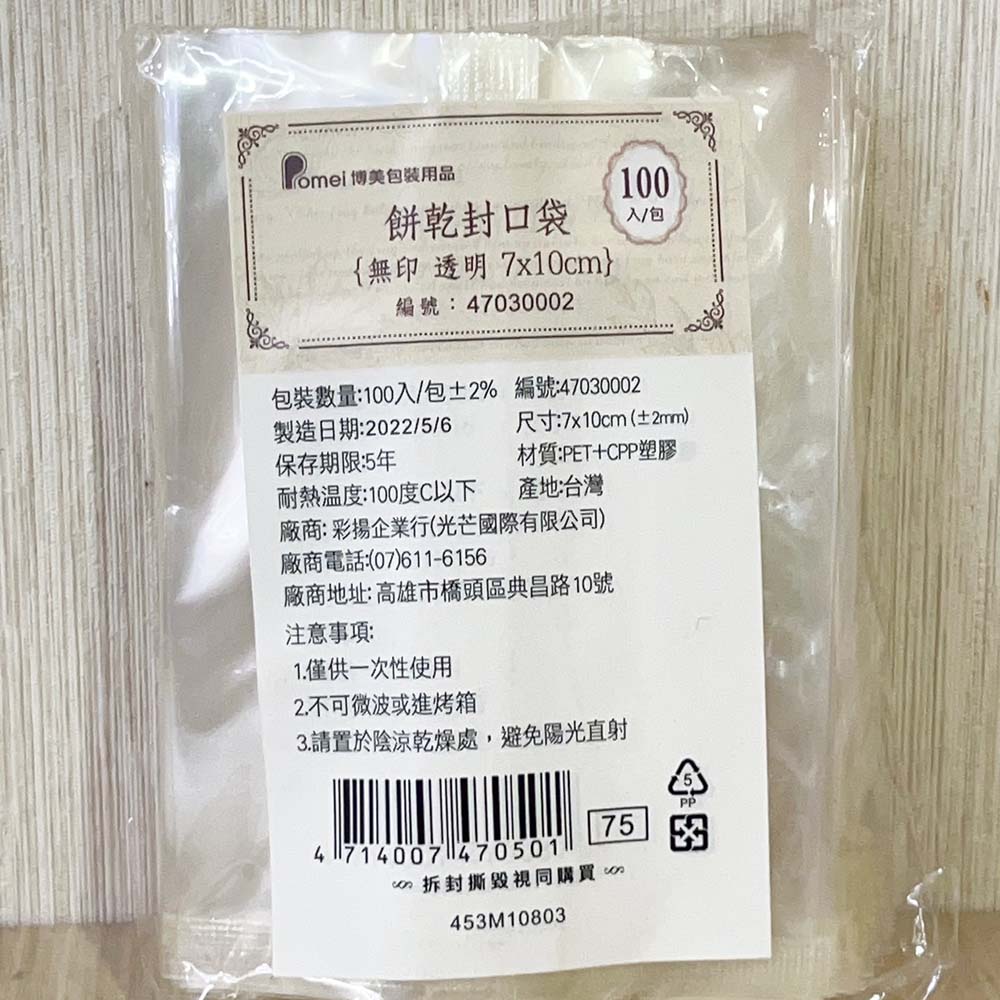 Pomei 博美包裝用品
100
入/包
餅乾封口袋
{無印 透明 7x10cm}
編號：47030002
包裝數量:100入/包±2% 編號:47030002
製造日期:2022/5/6 尺寸:7x10cm (±2mm)
保存期限:5年 材質:PET+CPP塑膠
耐熱温度:100度C以下 產地:台灣
廠商: 彩揚企業行(光芒國際有限公司)
廠商電話:(07)611-6156
廠商地址: 高雄市橋頭區典昌路10號
注意事項:
1.僅供一次性使用
2.不可微波或進烤箱
3.請置於陰涼乾燥處，避免陽光直射
5
PP
75
4 714007 470501
拆封撕毀視同購買
453M10803